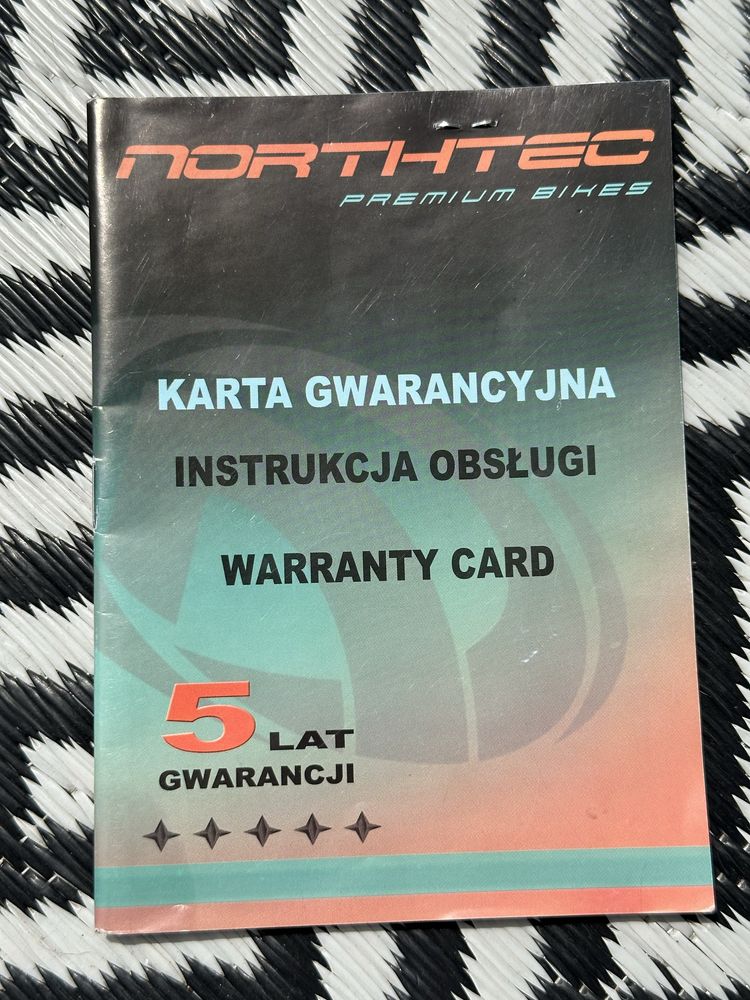 NORTHTEC
PREMIUM BIKES
KARTA GWARANCYJNA
INSTRUKCJA OBSŁUGI
WARRANTY CARD
5 LAT
GWARANCJI